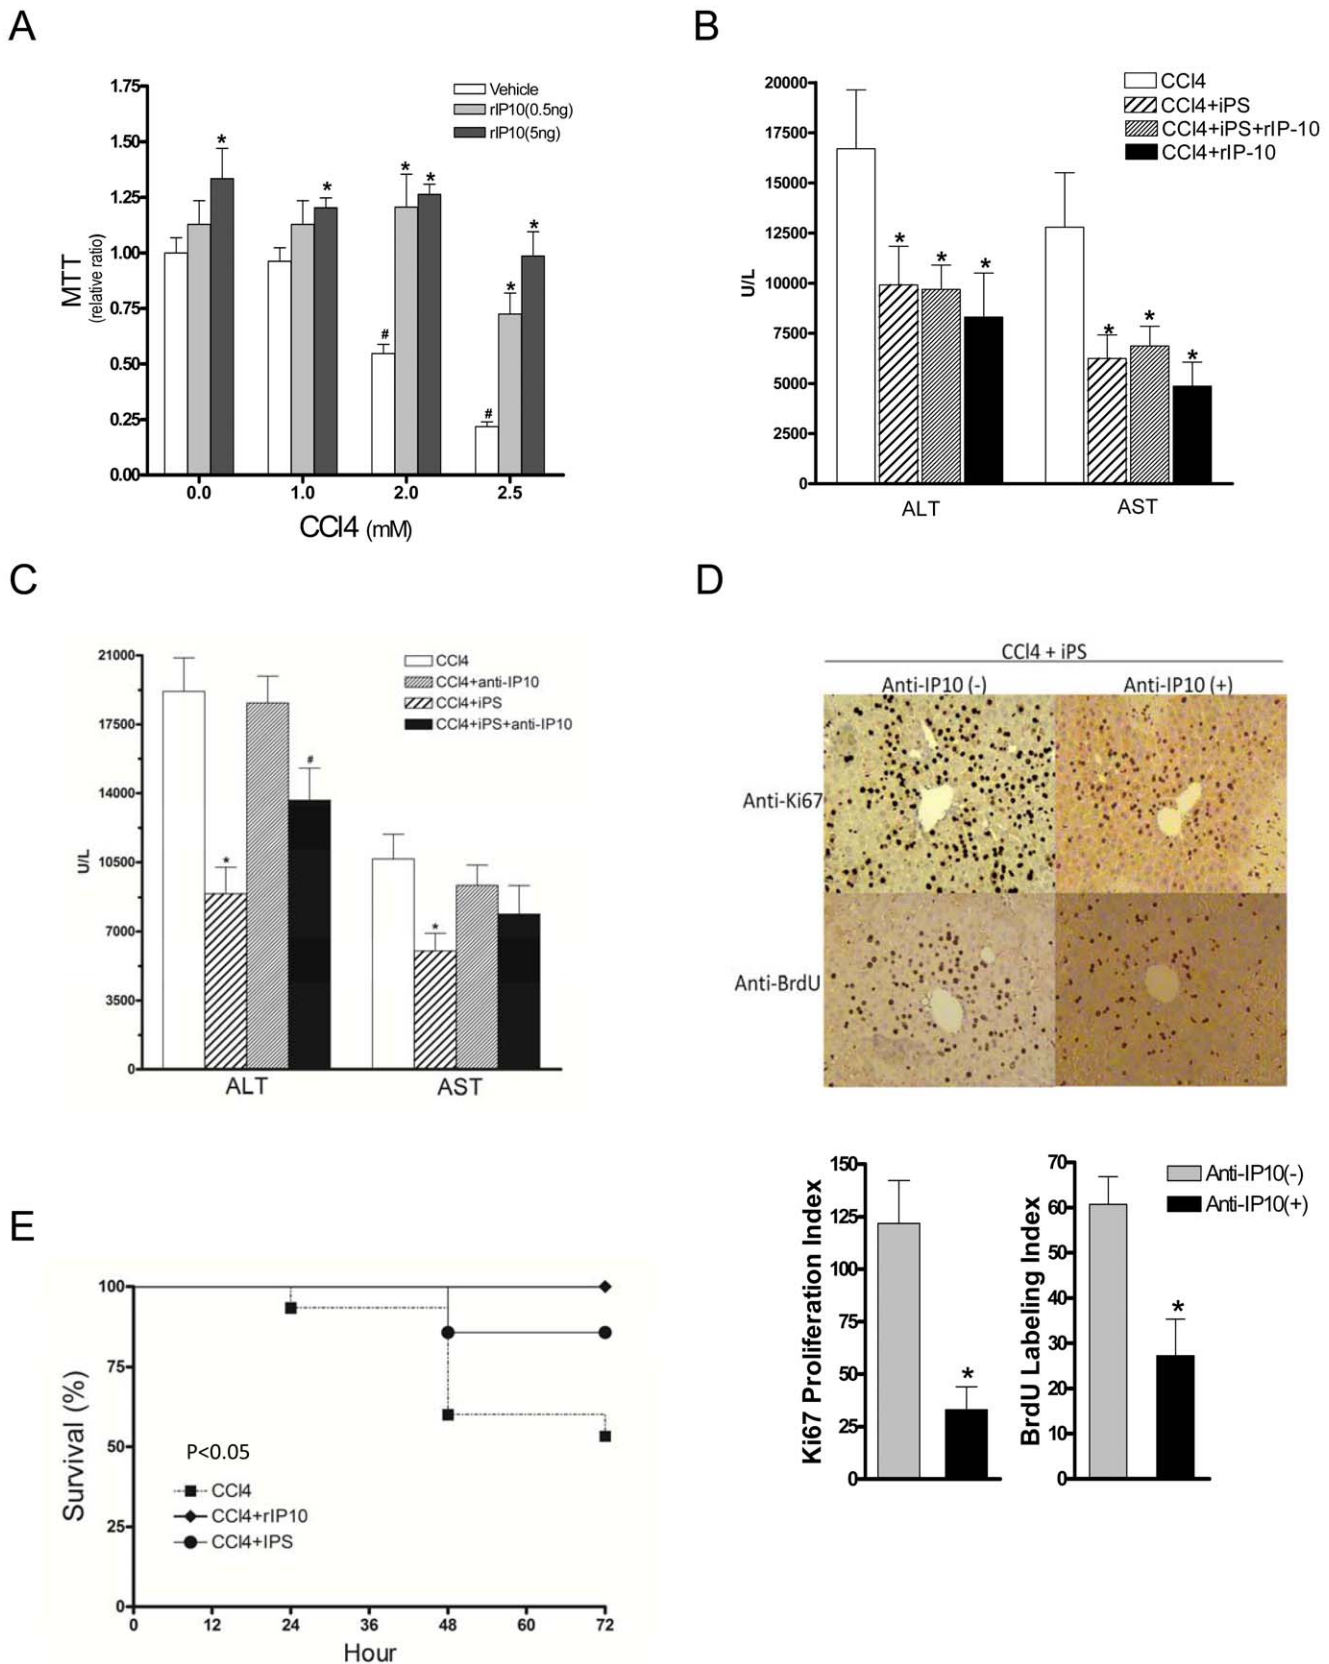 A
1.75
1.50
1.25
1.00
0.75
0.50
0.25
0.00
MTT
(relative ratio)
Vehicle
rIP10(0.5ng)
rIP10(5ng)
*
*
*
*
#
*
*
#
0.0
1.0
2.0
2.5
CCl4 (mM)
B
20000
17500
15000
12500
10000
7500
5000
2500
0
U/L
CCl4
CCl4+iPS
CCl4+iPS+rIP-10
CCl4+rIP-10
*
*
*
*
*
*
ALT
AST
C
21000
17500
14000
10500
7000
3500
0
U/L
CCl4
CCl4+anti-IP10
CCl4+iPS
CCl4+iPS+anti-IP10
*
#
*
ALT
AST
D
CCl4 + iPS
Anti-IP10 (-)
Anti-IP10 (+)
Anti-Ki67
Anti-BrdU
150
125
100
75
50
25
0
Ki67 Proliferation Index
*
70
60
50
40
30
20
10
0
BrdU Labeling Index
*
Anti-IP10(-)
Anti-IP10(+)
E
100
75
50
25
0
Survival (%)
P<0.05
CCl4
CCl4+rIP10
CCl4+IPS
0
12
24
36
48
60
72
Hour